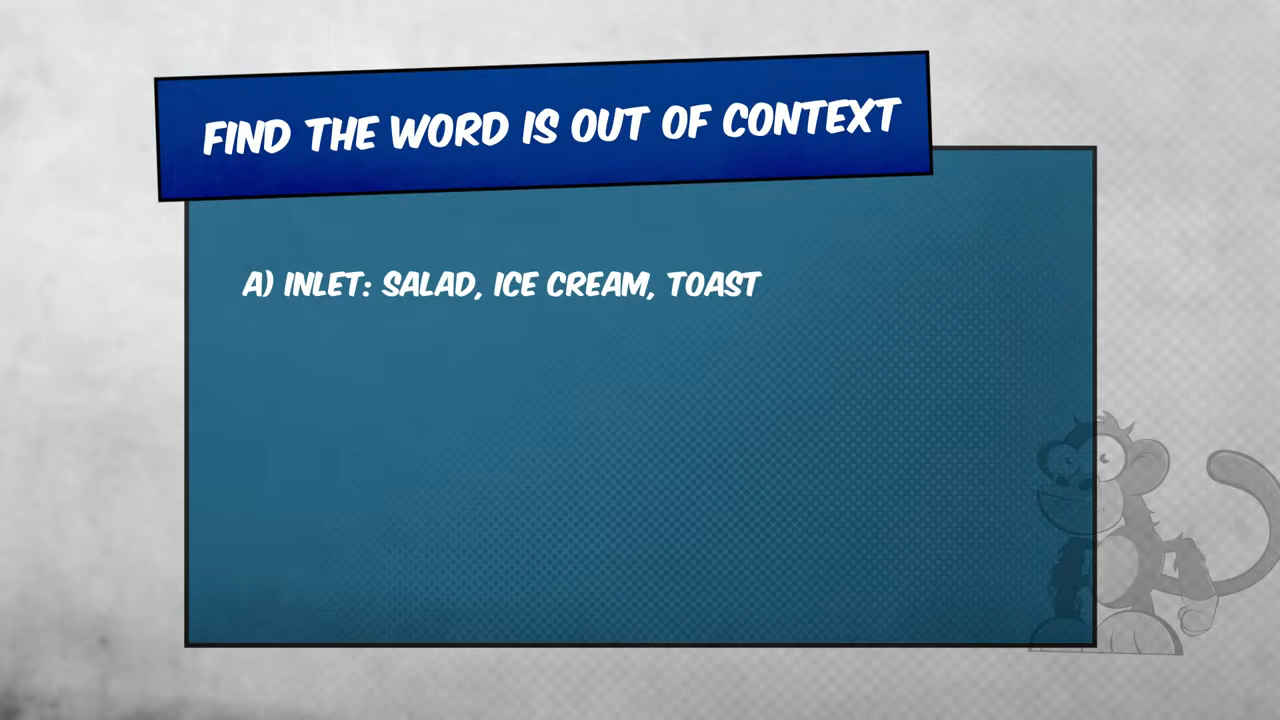 FIND THE WORD IS OUT OF CONTEXT
A) INLET: SALAD, ICE CREAM, TOAST